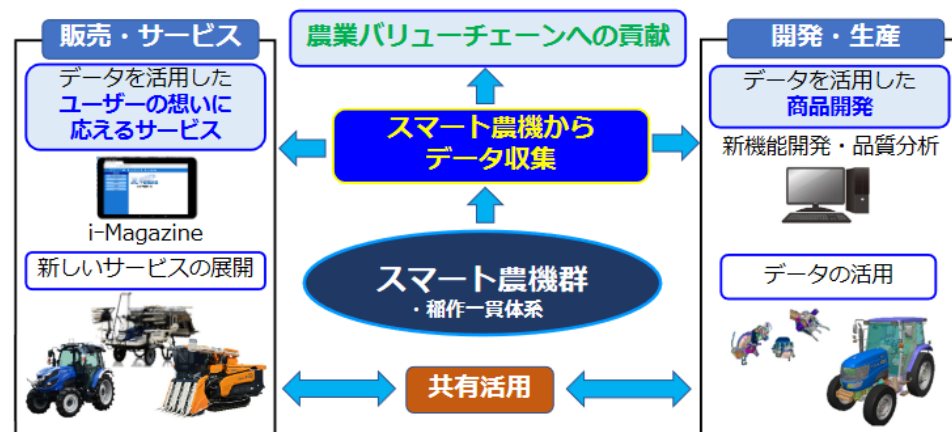 販売・サービス
データを活用した
ユーザーの想いに
応えるサービス
i-Magazine
新しいサービスの展開
農業バリューチェーンへの貢献
スマート農機から
データ収集
スマート農機群
・稲作一貫体系
共有活用
開発・生産
データを活用した
商品開発
新機能開発・品質分析
データの活用